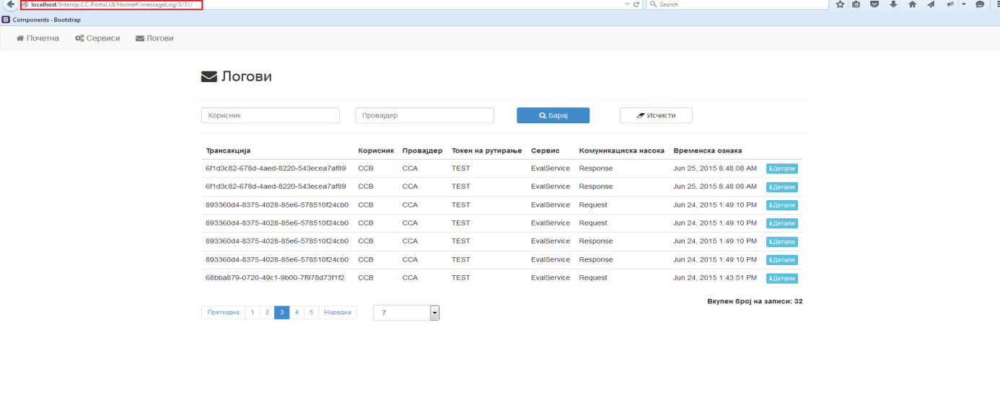 localhost/Interop.CC.Portal.UI/Home#/messageLog/3/7//
Search
Components · Bootstrap
Почетна Сервиси Логови
Логови
Корисник Провајдер Барај Исчисти
Трансакција Корисник Провајдер Токен на рутирање Сервис Комуникациска насока Временска ознака
6f1d3c82-678d-4aed-8220-543ecea7af89 CCB CCA TEST EvalService Response Jun 25, 2015 8:48:08 AM Детали
6f1d3c82-678d-4aed-8220-543ecea7af89 CCB CCA TEST EvalService Response Jun 25, 2015 8:48:08 AM Детали
893360d4-8375-4028-85e6-578510f24cb0 CCB CCA TEST EvalService Request Jun 24, 2015 1:49:10 PM Детали
893360d4-8375-4028-85e6-578510f24cb0 CCB CCA TEST EvalService Request Jun 24, 2015 1:49:10 PM Детали
893360d4-8375-4028-85e6-578510f24cb0 CCB CCA TEST EvalService Response Jun 24, 2015 1:49:10 PM Детали
893360d4-8375-4028-85e6-578510f24cb0 CCB CCA TEST EvalService Response Jun 24, 2015 1:49:10 PM Детали
68bba879-0720-49c1-9b00-7f978d73f1f2 CCB CCA TEST EvalService Request Jun 24, 2015 1:43:51 PM Детали
Вкупен број на записи: 32
Претходна 1 2 3 4 5 Наредна 7